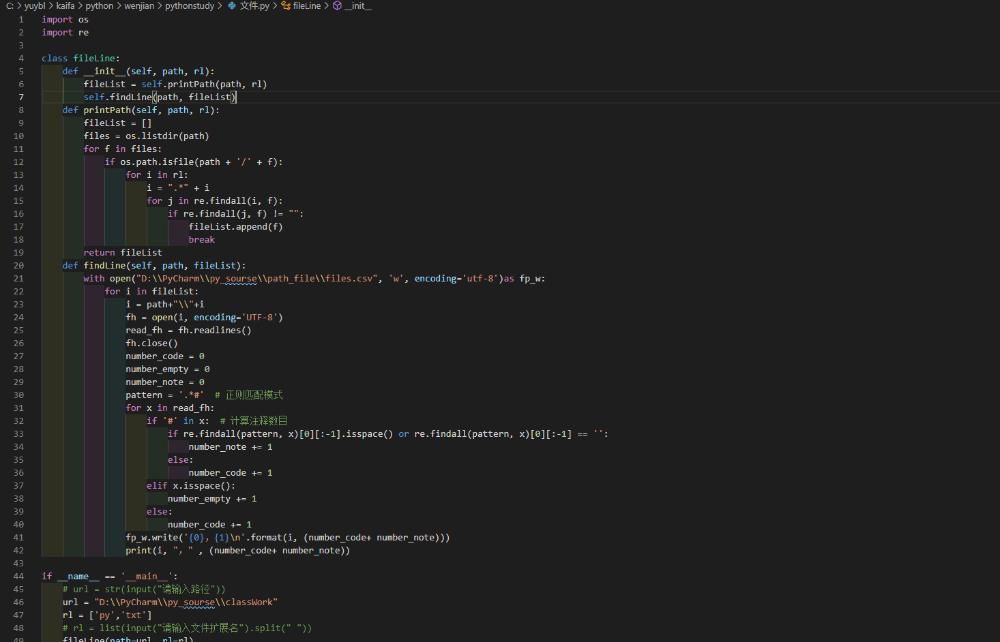 C: > yuybl > kaifa > python > wenjian > pythonstudy > 文件.py > fileLine > __init__
1 import os
2 import re
3
4 class fileLine:
5     def __init__(self, path, rl):
6         fileList = self.printPath(path, rl)
7         self.findLine(path, fileList)
8     def printPath(self, path, rl):
9         fileList = []
10         files = os.listdir(path)
11         for f in files:
12             if os.path.isfile(path + '/' + f):
13                 for i in rl:
14                     i = ".*" + i
15                     for j in re.findall(i, f):
16                         if re.findall(j, f) != "":
17                             fileList.append(f)
18                             break
19         return fileList
20     def findLine(self, path, fileList):
21         with open("D:\\PyCharm\\py_sourse\\path_file\\files.csv", 'w', encoding='utf-8')as fp_w:
22             for i in fileList:
23                 i = path+"\\"+i
24                 fh = open(i, encoding='UTF-8')
25                 read_fh = fh.readlines()
26                 fh.close()
27                 number_code = 0
28                 number_empty = 0
29                 number_note = 0
30                 pattern = '.*#'  # 正则匹配模式
31                 for x in read_fh:
32                     if '#' in x:  # 计算注释数目
33                         if re.findall(pattern, x)[0][:-1].isspace() or re.findall(pattern, x)[0][:-1] == '':
34                             number_note += 1
35                         else:
36                             number_code += 1
37                     elif x.isspace():
38                         number_empty += 1
39                     else:
40                         number_code += 1
41                 fp_w.write('{0}，{1}\n'.format(i, (number_code+ number_note)))
42                 print(i, "，" , (number_code+ number_note))
43
44 if __name__ == '__main__':
45     # url = str(input("请输入路径"))
46     url = "D:\\PyCharm\\py_sourse\\classWork"
47     rl = ['py','txt']
48     # rl = list(input("请输入文件扩展名").split(" "))
49     fileLine(path=url, rl=rl)